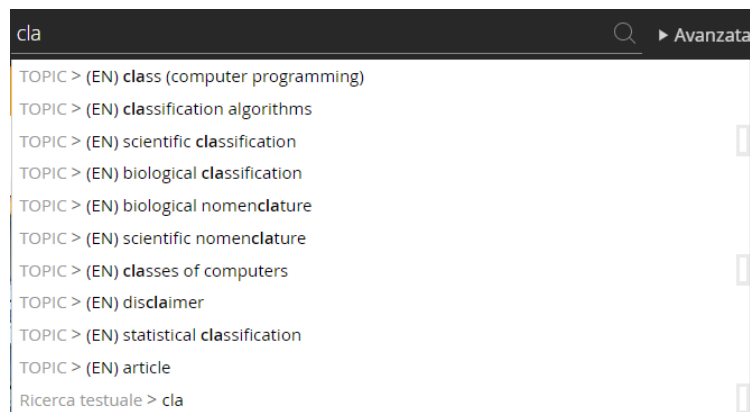 cla
▸ Avanzata
TOPIC > (EN) class (computer programming)
TOPIC > (EN) classification algorithms
TOPIC > (EN) scientific classification
TOPIC > (EN) biological classification
TOPIC > (EN) biological nomenclature
TOPIC > (EN) scientific nomenclature
TOPIC > (EN) classes of computers
TOPIC > (EN) disclaimer
TOPIC > (EN) statistical classification
TOPIC > (EN) article
Ricerca testuale > cla